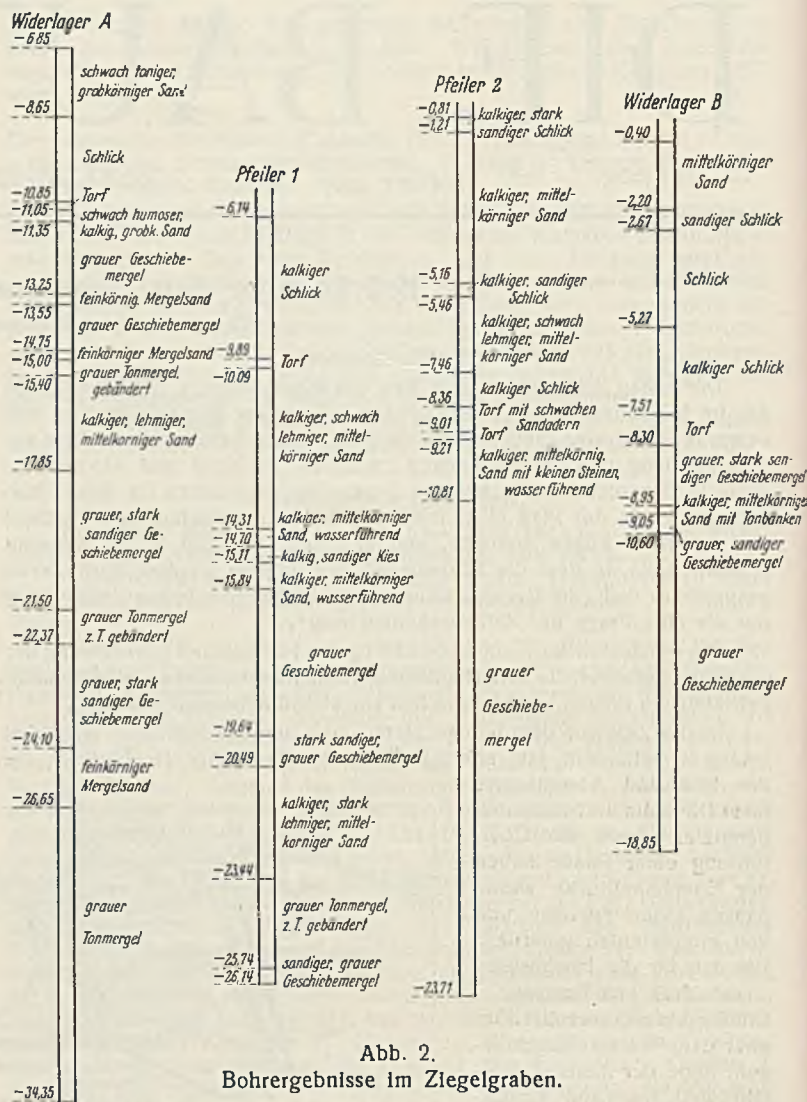 Widerlager A
-6,85
schwach toniger,
grobkörniger Sand
-8,65
Schlick
-10,85
Torf
-11,05
schwach humoser,
kalkig, grobk. Sand
-11,35
grauer Geschiebe-
mergel
-13,25
feinkörnig. Mergelsand
-13,55
grauer Geschiebemergel
-14,75
feinkörniger Mergelsand
-15,00
grauer Tonmergel,
gebändert
-15,40
kalkiger, lehmiger,
mittelkörniger Sand
-17,85
grauer, stark
sandiger Ge-
schiebemergel
-21,50
grauer Tonmergel
z.T. gebändert
-22,37
grauer, stark
sandiger Ge-
schiebemergel
-24,10
feinkörniger
Mergelsand
-26,65
grauer
Tonmergel
-34,35
Pfeiler 1
-6,14
kalkiger
Schlick
-9,89
Torf
-10,09
kalkiger, schwach
lehmiger, mittel-
körniger Sand
-14,31
kalkiger, mittelkörniger
Sand, wasserführend
-14,70
kalkig, sandiger Kies
-15,11
kalkiger, mittelkörniger
Sand, wasserführend
-15,84
grauer
Geschiebemergel
-19,64
stark sandiger,
grauer Geschiebemergel
-20,49
kalkiger, stark
lehmiger, mittel-
körniger Sand
-23,44
grauer Tonmergel,
z.T. gebändert
-25,74
sandiger, grauer
Geschiebemergel
-26,14
Pfeiler 2
-0,81
kalkiger, stark
sandiger Schlick
-1,21
kalkiger, mittel-
körniger Sand
-5,16
kalkiger, sandiger
Schlick
-5,46
kalkiger, schwach
lehmiger, mittel-
körniger Sand
-7,46
kalkiger Schlick
-8,36
Torf mit schwachen
Sandadern
-9,01
Torf
-9,21
kalkiger, mittelkörnig.
Sand mit kleinen Steinen,
wasserführend
-10,81
grauer
Geschiebe-
mergel
-23,71
Widerlager B
-0,40
mittelkörniger
Sand
-2,20
sandiger Schlick
-2,67
Schlick
-5,27
kalkiger Schlick
-7,51
Torf
-8,30
grauer, stark san-
diger Geschiebemergel
-8,95
kalkiger, mittelkörniger
Sand mit Tonbänken
-9,05
grauer, sandiger
Geschiebemergel
-10,60
grauer
Geschiebemergel
-18,85
Abb. 2.
Bohrergebnisse im Ziegelgraben.